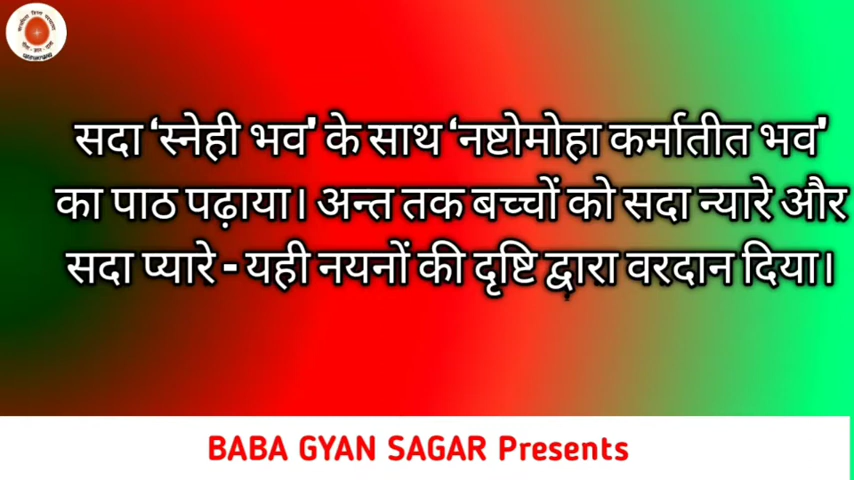 सदा ‘स्नेही भव’ के साथ ‘नष्टोमोहा कर्मातीत भव’
का पाठ पढ़ाया। अन्त तक बच्चों को सदा न्यारे और
सदा प्यारे - यही नयनों की दृष्टि द्वारा वरदान दिया।
BABA GYAN SAGAR Presents